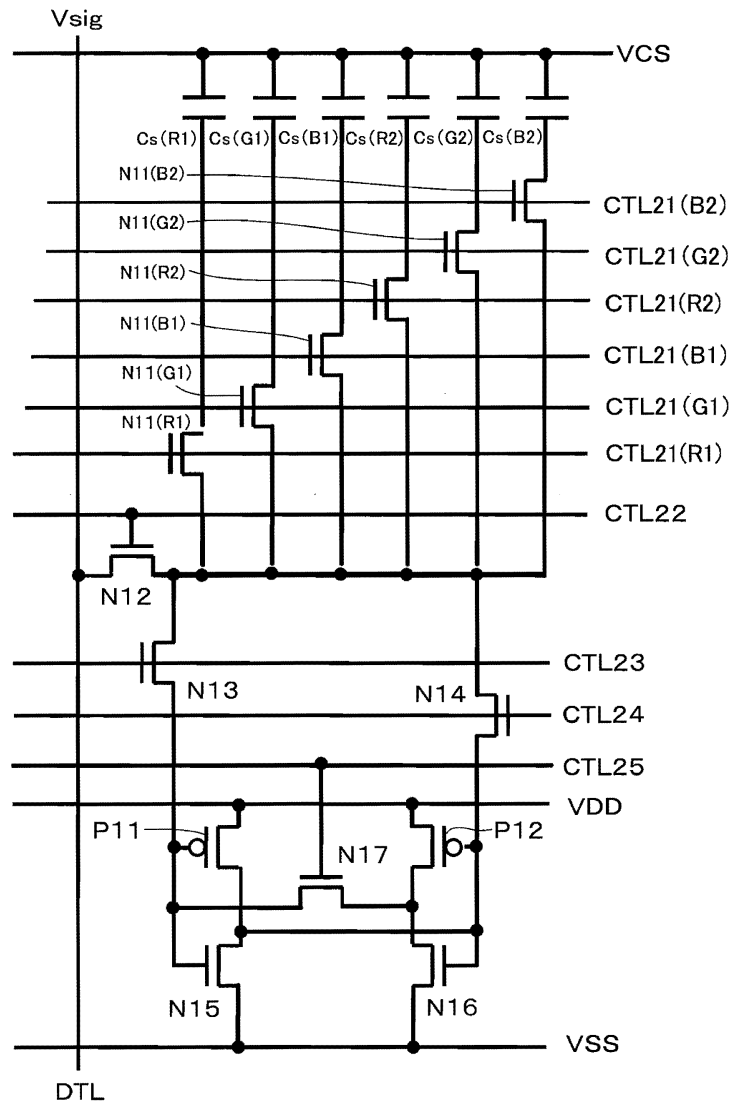 Vsig
VCS
Cs(R1) Cs(G1) Cs(B1) Cs(R2) Cs(G2) Cs(B2)
N11(B2)
CTL21(B2)
N11(G2)
CTL21(G2)
N11(R2)
CTL21(R2)
N11(B1)
CTL21(B1)
N11(G1)
CTL21(G1)
N11(R1)
CTL21(R1)
CTL22
N12
CTL23
N13
N14
CTL24
CTL25
VDD
P11
P12
N17
N15
N16
VSS
DTL